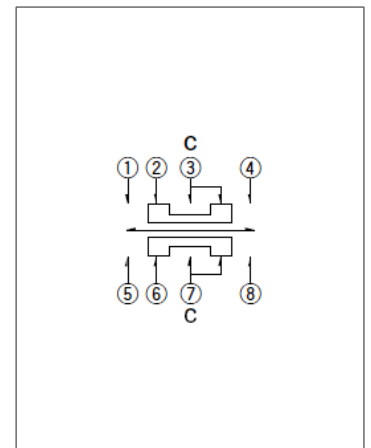 C
① ② ③ ④
⑤ ⑥ ⑦ ⑧
C